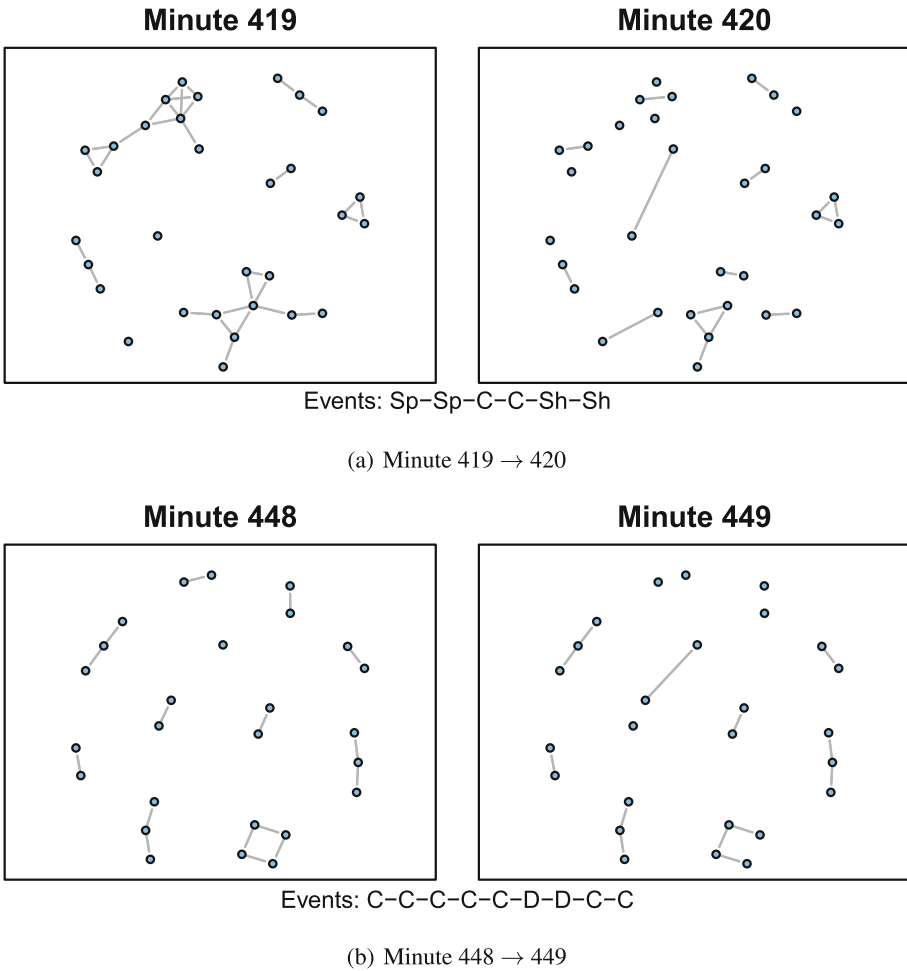 Minute 419 Minute 420
Events: Sp−Sp−C−C−Sh−Sh
(a) Minute 419 → 420
Minute 448 Minute 449
Events: C−C−C−C−C−D−D−C−C
(b) Minute 448 → 449